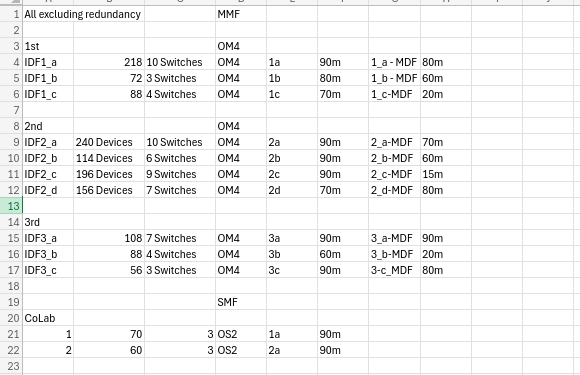 1 All excluding redundancy MMF
2
3 1st OM4
4 IDF1_a 218 10 Switches OM4 1a 90m 1_a - MDF 80m
5 IDF1_b 72 3 Switches OM4 1b 80m 1_b - MDF 60m
6 IDF1_c 88 4 Switches OM4 1c 70m 1_c-MDF 20m
7
8 2nd OM4
9 IDF2_a 240 Devices 10 Switches OM4 2a 90m 2_a-MDF 70m
10 IDF2_b 114 Devices 6 Switches OM4 2b 90m 2_b-MDF 60m
11 IDF2_c 196 Devices 9 Switches OM4 2c 90m 2_c-MDF 15m
12 IDF2_d 156 Devices 7 Switches OM4 2d 70m 2_d-MDF 80m
13
14 3rd
15 IDF3_a 108 7 Switches OM4 3a 90m 3_a-MDF 90m
16 IDF3_b 88 4 Switches OM4 3b 60m 3_b-MDF 20m
17 IDF3_c 56 3 Switches OM4 3c 90m 3-c_MDF 80m
18
19 SMF
20 CoLab
21 1 70 3 OS2 1a 90m
22 2 60 3 OS2 2a 90m
23